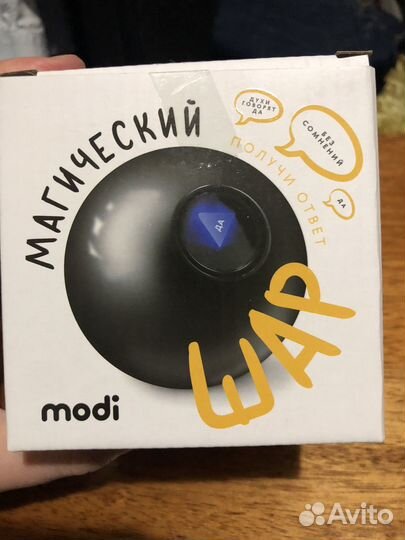 МАГИЧЕСКИЙ
ШАР
ПОЛУЧИ ОТВЕТ
ДУХИ
ГОВОРЯТ
ДА
БЕЗ
СОМНЕНИЙ
ДА
ДА
modi
Avito